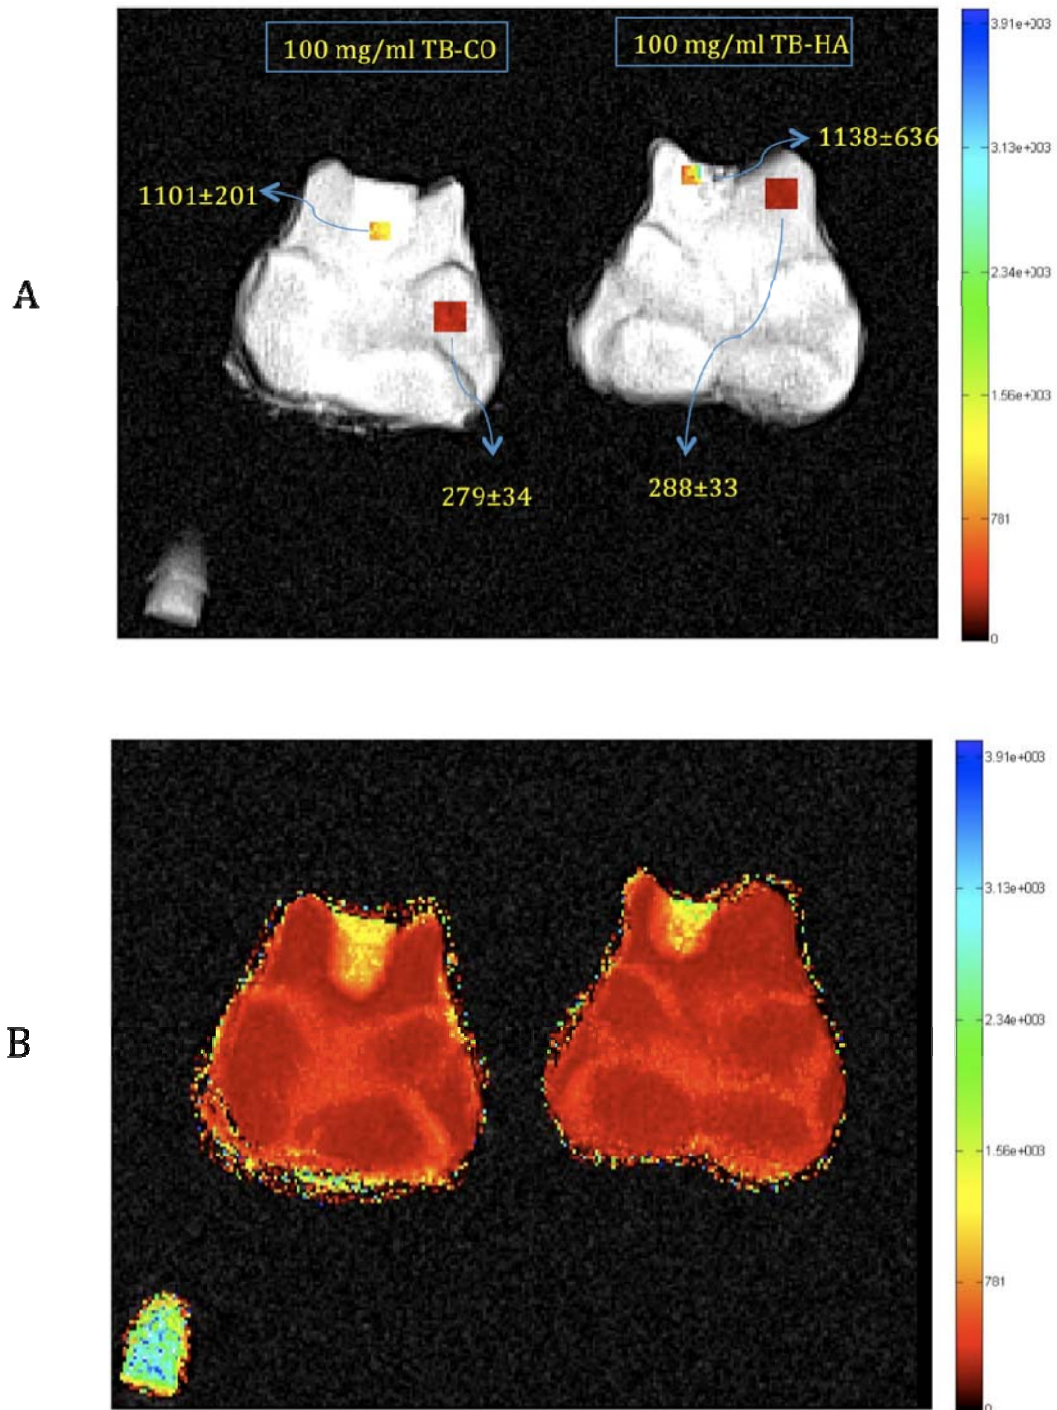 100 mg/ml TB-CO
100 mg/ml TB-HA
1101±201
1138±636
A
279±34
288±33
3.91e+003
3.13e+003
2.34e+003
1.56e+003
781
0
B
3.91e+003
3.13e+003
2.34e+003
1.56e+003
781
0